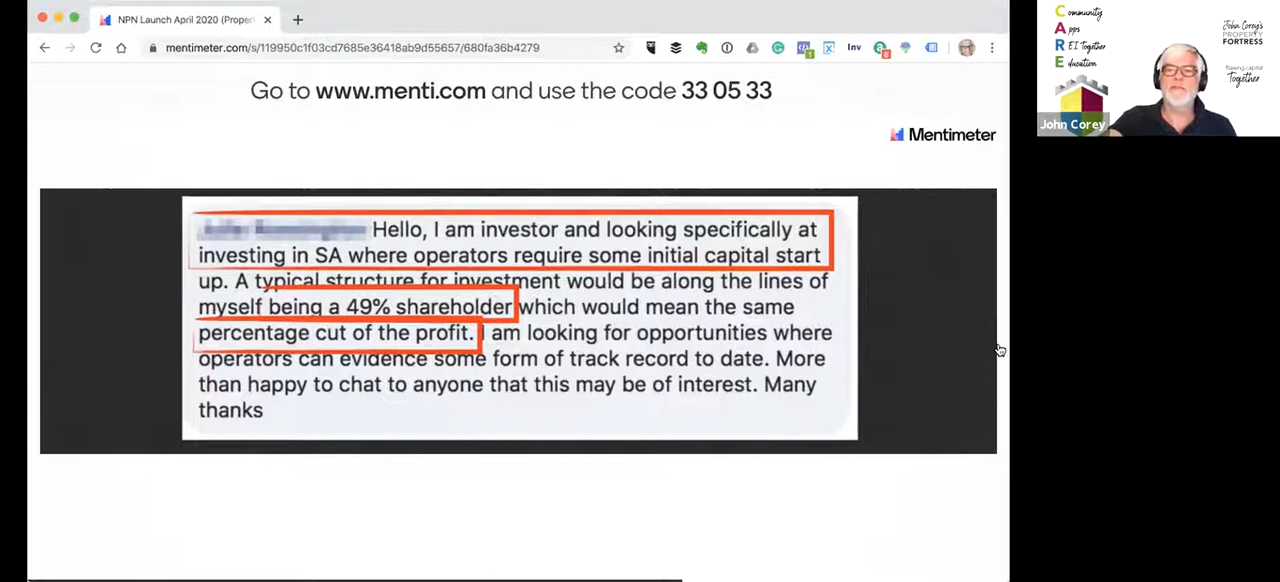 NPN Launch April 2020 (Proper
mentimeter.com/s/119950c1f03cd7685e36418ab9d55657/680fa36b4279
Inv
1
8
Go to www.menti.com and use the code 33 05 33
Mentimeter
Hello, I am investor and looking specifically at
investing in SA where operators require some initial capital start
up. A typical structure for investment would be along the lines of
myself being a 49% shareholder which would mean the same
percentage cut of the profit. I am looking for opportunities where
operators can evidence some form of track record to date. More
than happy to chat to anyone that this may be of interest. Many
thanks
Community
Apps
REI Together
Education
John Corey's
PROPERTY
FORTRESS
Raising capital
Together
John Corey